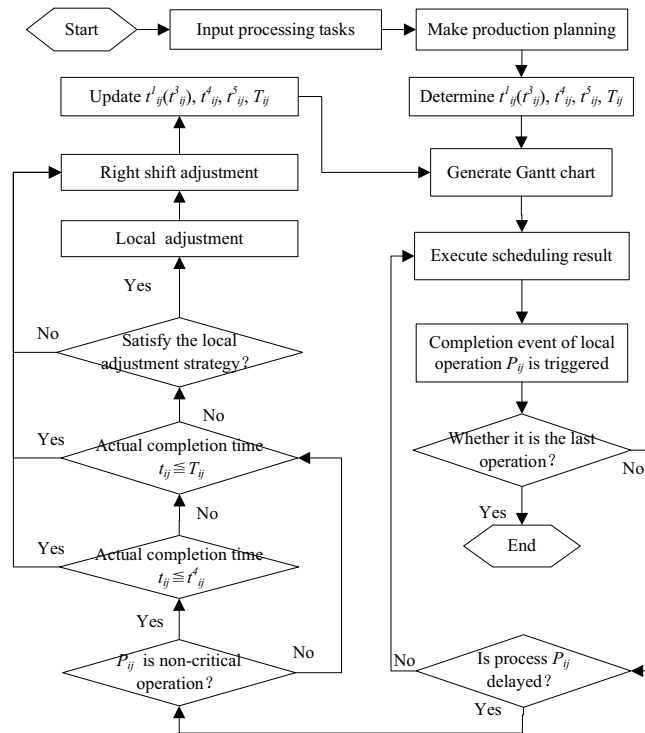 Start
Input processing tasks
Make production planning
Update t¹ij(t³ij), t⁴ij, t⁵ij, Tij
Determine t¹ij(t³ij), t⁴ij, t⁵ij, Tij
Right shift adjustment
Generate Gantt chart
Local adjustment
Execute scheduling result
Yes
No
Satisfy the local
adjustment strategy?
Completion event of local
operation Pij is triggered
No
Yes
Actual completion time
tij≦Tij
Whether it is the last
operation?
No
Yes
No
Yes
Actual completion time
tij≦t⁴ij
End
Yes
No
Pij is non-critical
operation?
No
Is process Pij
delayed?
Yes